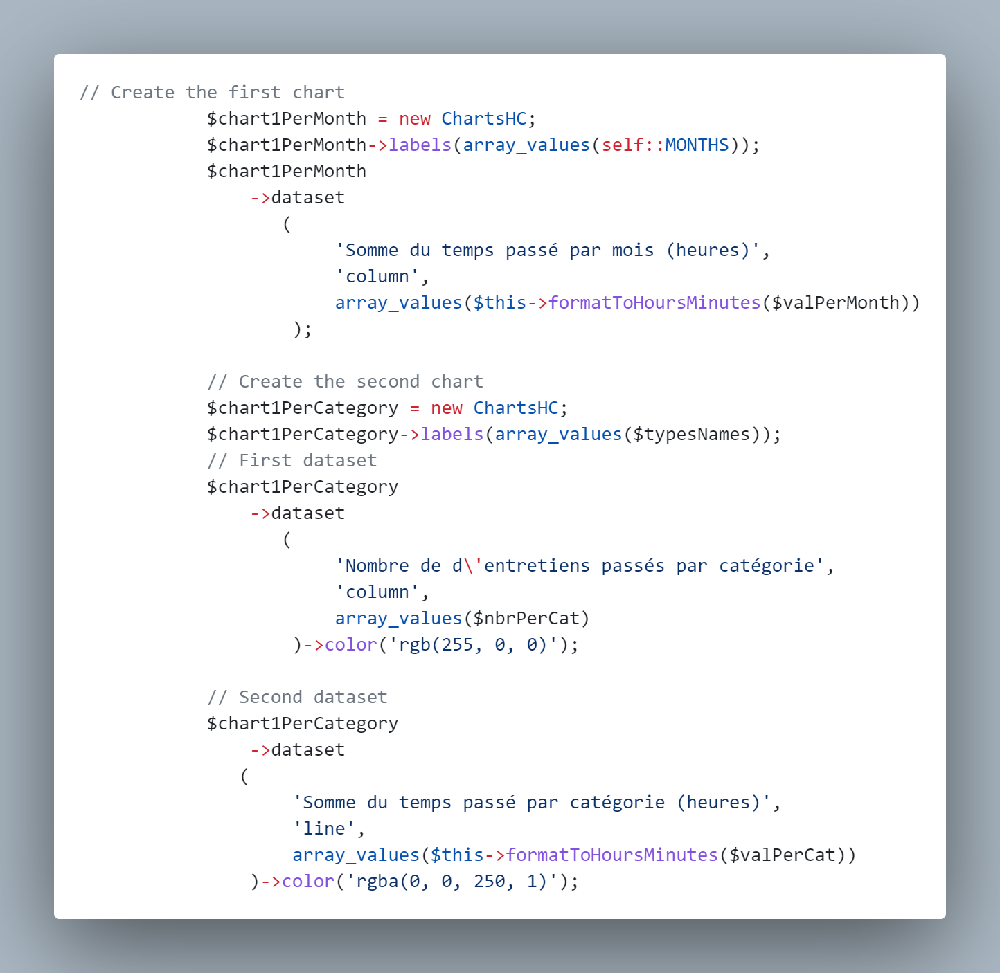 // Create the first chart
$chart1PerMonth = new ChartsHC;
$chart1PerMonth->labels(array_values(self::MONTHS));
$chart1PerMonth
->dataset
(
'Somme du temps passé par mois (heures)',
'column',
array_values($this->formatToHoursMinutes($valPerMonth))
);
// Create the second chart
$chart1PerCategory = new ChartsHC;
$chart1PerCategory->labels(array_values($typesNames));
// First dataset
$chart1PerCategory
->dataset
(
'Nombre de d\'entretiens passés par catégorie',
'column',
array_values($nbrPerCat)
)->color('rgb(255, 0, 0)');
// Second dataset
$chart1PerCategory
->dataset
(
'Somme du temps passé par catégorie (heures)',
'line',
array_values($this->formatToHoursMinutes($valPerCat))
)->color('rgba(0, 0, 250, 1)');